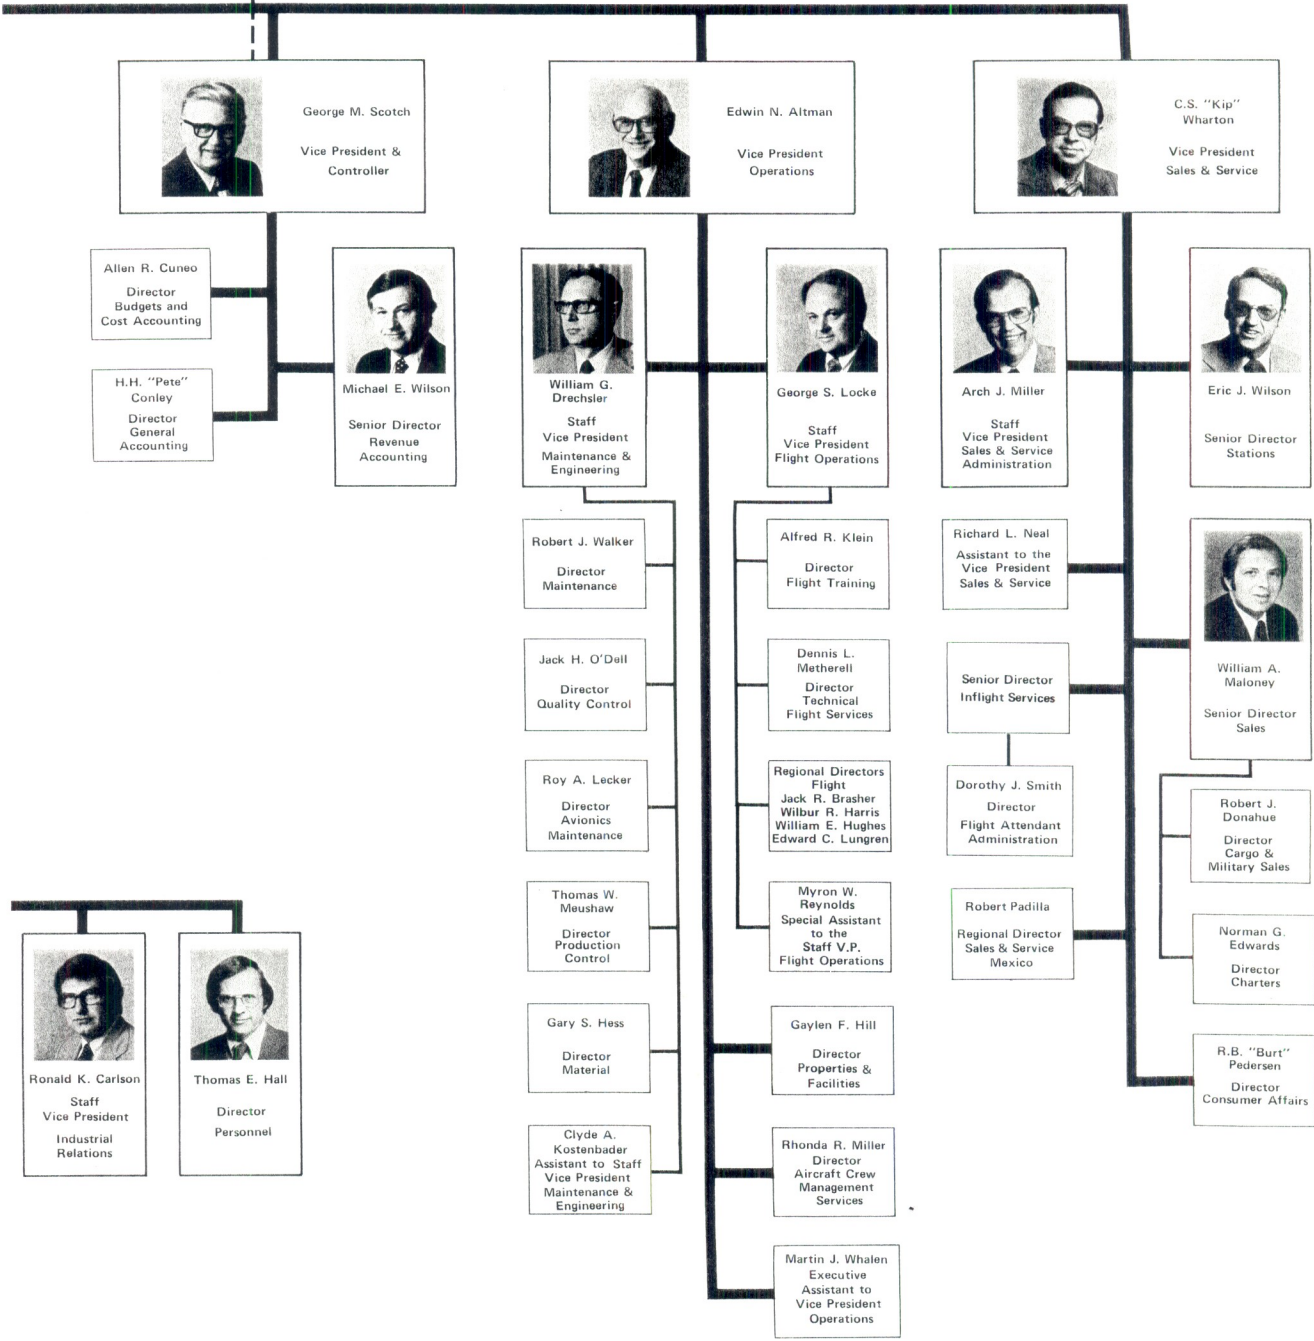 George M. Scotch
Vice President &
Controller
Edwin N. Altman
Vice President
Operations
C.S. "Kip"
Wharton
Vice President
Sales & Service
Allen R. Cuneo
Director
Budgets and
Cost Accounting
H.H. "Pete"
Conley
Director
General
Accounting
Michael E. Wilson
Senior Director
Revenue
Accounting
William G.
Drechsler
Staff
Vice President
Maintenance &
Engineering
George S. Locke
Staff
Vice President
Flight Operations
Arch J. Miller
Staff
Vice President
Sales & Service
Administration
Eric J. Wilson
Senior Director
Stations
Robert J. Walker
Director
Maintenance
Jack H. O'Dell
Director
Quality Control
Roy A. Lecker
Director
Avionics
Maintenance
Thomas W.
Meushaw
Director
Production
Control
Gary S. Hess
Director
Material
Clyde A.
Kostenbader
Assistant to Staff
Vice President
Maintenance &
Engineering
Alfred R. Klein
Director
Flight Training
Dennis L.
Metherell
Director
Technical
Flight Services
Regional Directors
Flight
Jack R. Brasher
Wilbur R. Harris
William E. Hughes
Edward C. Lungren
Myron W.
Reynolds
Special Assistant
to the
Staff V.P.
Flight Operations
Gaylen F. Hill
Director
Properties &
Facilities
Rhonda R. Miller
Director
Aircraft Crew
Management
Services
Martin J. Whalen
Executive
Assistant to
Vice President
Operations
Richard L. Neal
Assistant to the
Vice President
Sales & Service
Senior Director
Inflight Services
Dorothy J. Smith
Director
Flight Attendant
Administration
Robert Padilla
Regional Director
Sales & Service
Mexico
William A.
Maloney
Senior Director
Sales
Robert J.
Donahue
Director
Cargo &
Military Sales
Norman G.
Edwards
Director
Charters
R.B. "Burt"
Pedersen
Director
Consumer Affairs
Ronald K. Carlson
Staff
Vice President
Industrial
Relations
Thomas E. Hall
Director
Personnel